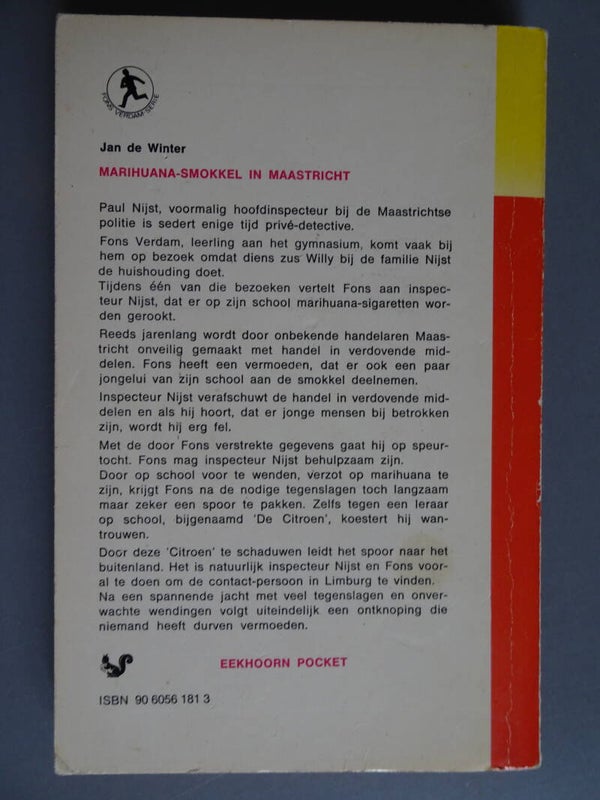 FONS VERDAM-SERIE
Jan de Winter
MARIHUANA-SMOKKEL IN MAASTRICHT
Paul Nijst, voormalig hoofdinspecteur bij de Maastrichtse
politie is sedert enige tijd privé-detective.
Fons Verdam, leerling aan het gymnasium, komt vaak bij
hem op bezoek omdat diens zus Willy bij de familie Nijst
de huishouding doet.
Tijdens één van die bezoeken vertelt Fons aan inspec-
teur Nijst, dat er op zijn school marihuana-sigaretten wor-
den gerookt.
Reeds jarenlang wordt door onbekende handelaren Maas-
tricht onveilig gemaakt met handel in verdovende mid-
delen. Fons heeft een vermoeden, dat er ook een paar
jongelui van zijn school aan de smokkel deelnemen.
Inspecteur Nijst verafschuwt de handel in verdovende mid-
delen en als hij hoort, dat er jonge mensen bij betrokken
zijn, wordt hij erg fel.
Met de door Fons verstrekte gegevens gaat hij op speur-
tocht. Fons mag inspecteur Nijst behulpzaam zijn.
Door op school voor te wenden, verzot op marihuana te
zijn, krijgt Fons na de nodige tegenslagen toch langzaam
maar zeker een spoor te pakken. Zelfs tegen een leraar
op school, bijgenaamd 'De Citroen', koestert hij wan-
trouwen.
Door deze 'Citroen' te schaduwen leidt het spoor naar het
buitenland. Het is natuurlijk inspecteur Nijst en Fons voor-
al te doen om de contact-persoon in Limburg te vinden.
Na een spannende jacht met veel tegenslagen en onver-
wachte wendingen volgt uiteindelijk een ontknoping die
niemand heeft durven vermoeden.
EEKHOORN POCKET
ISBN 90 6056 181 3